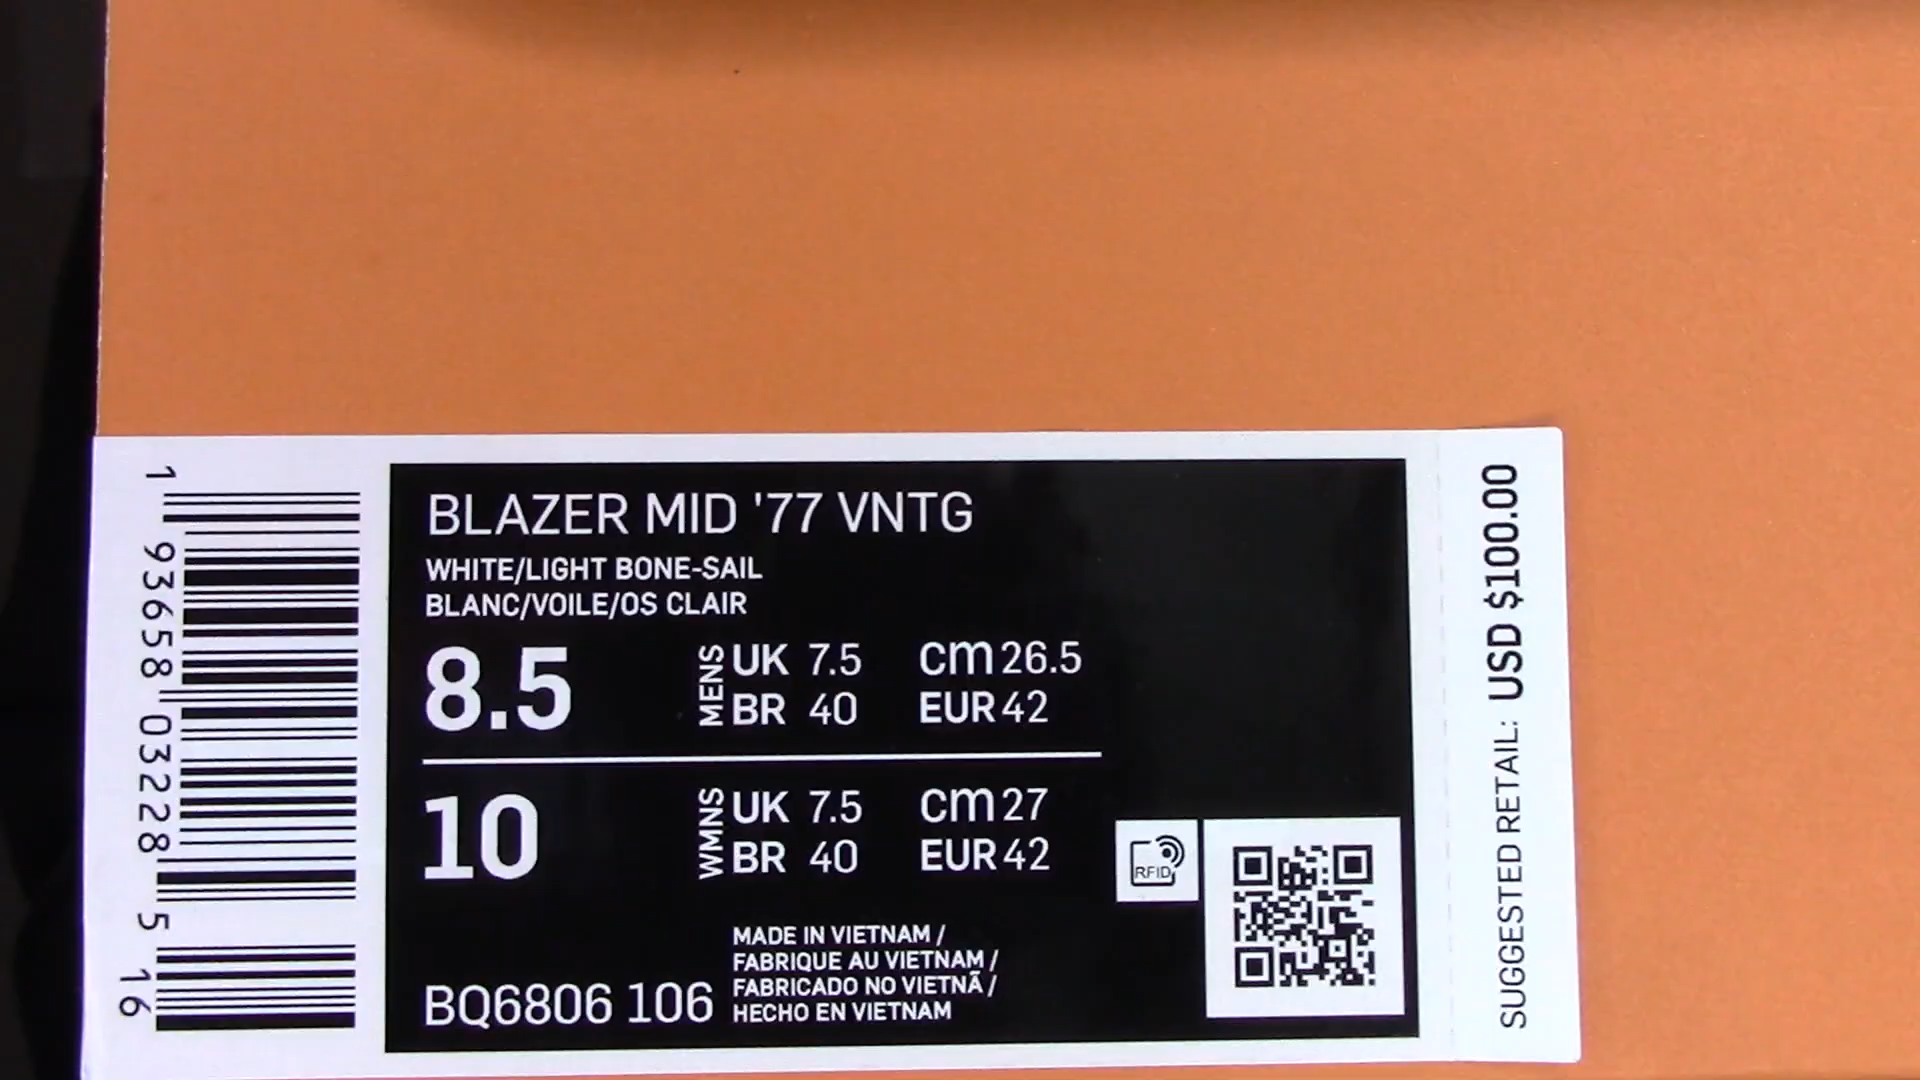 1 93658 03228 5 16
BLAZER MID '77 VNTG
WHITE/LIGHT BONE-SAIL
BLANC/VOILE/OS CLAIR
8.5 MENS UK 7.5 cm 26.5
BR 40 EUR 42
10 WMNS UK 7.5 cm 27
BR 40 EUR 42
RFID
BQ6806 106
MADE IN VIETNAM /
FABRIQUE AU VIETNAM /
FABRICADO NO VIETNÃ /
HECHO EN VIETNAM
SUGGESTED RETAIL: USD $100.00